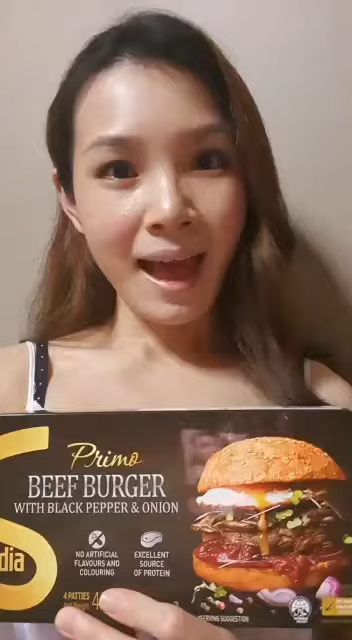 Primo
BEEF BURGER
WITH BLACK PEPPER & ONION
dia
NO ARTIFICIAL
FLAVOURS AND
COLOURING
EXCELLENT
SOURCE
OF PROTEIN
4 PATTIES
SERVING SUGGESTION